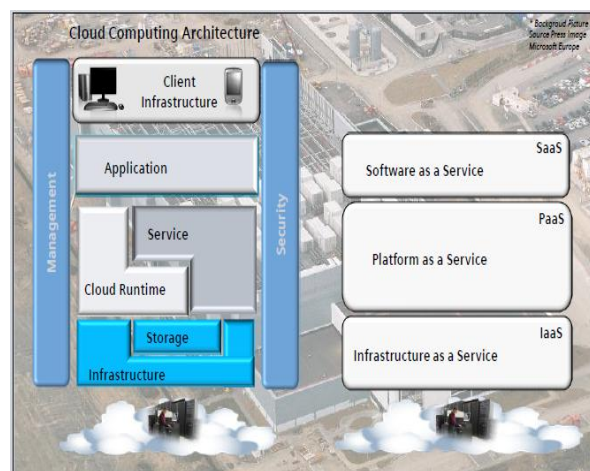 Cloud Computing Architecture
* Backgroud Picture
Source Press Image
Microsoft Europe
Management
Security
Client
Infrastructure
Application
Service
Cloud Runtime
Storage
Infrastructure
SaaS
Software as a Service
PaaS
Platform as a Service
IaaS
Infrastructure as a Service